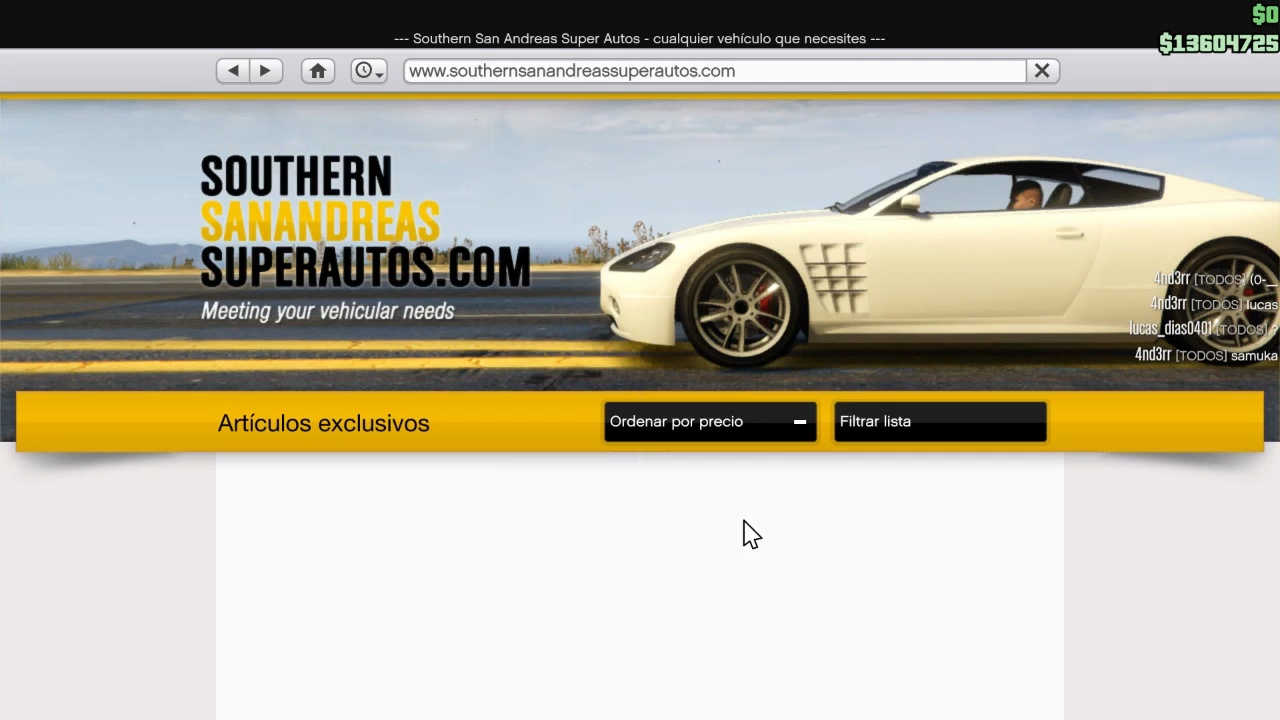 $0
--- Southern San Andreas Super Autos - cualquier vehículo que necesites ---
$13604725
www.southernsanandreassuperautos.com
SOUTHERN
SANANDREAS
SUPERAUTOS.COM
Meeting your vehicular needs
4nd3rr [TODOS] (o-__
4nd3rr [TODOS] lucas
lucas_dias0401 [TODOS] ?
4nd3rr [TODOS] samuka
Artículos exclusivos
Ordenar por precio
Filtrar lista